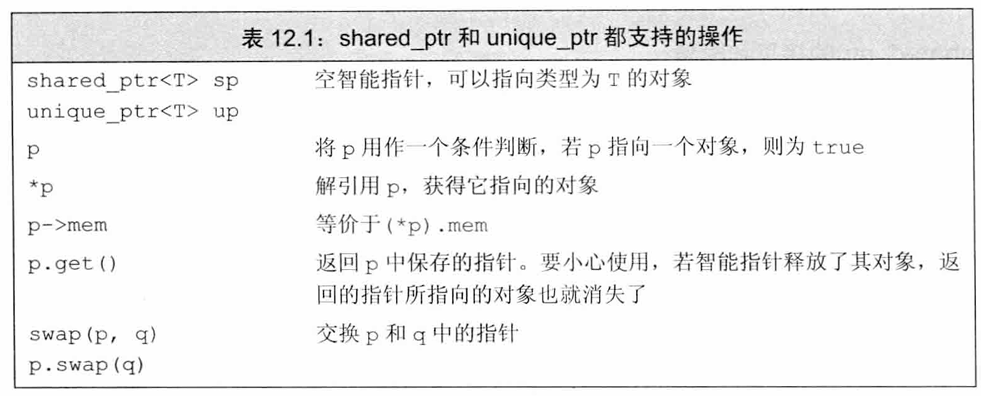 表 12.1：shared_ptr 和 unique_ptr 都支持的操作
shared_ptr<T> sp 空智能指针，可以指向类型为 T 的对象
unique_ptr<T> up
p 将 p 用作一个条件判断，若 p 指向一个对象，则为 true
*p 解引用 p，获得它指向的对象
p->mem 等价于(*p).mem
p.get() 返回 p 中保存的指针。要小心使用，若智能指针释放了其对象，返
回的指针所指向的对象也就消失了
swap(p, q) 交换 p 和 q 中的指针
p.swap(q)